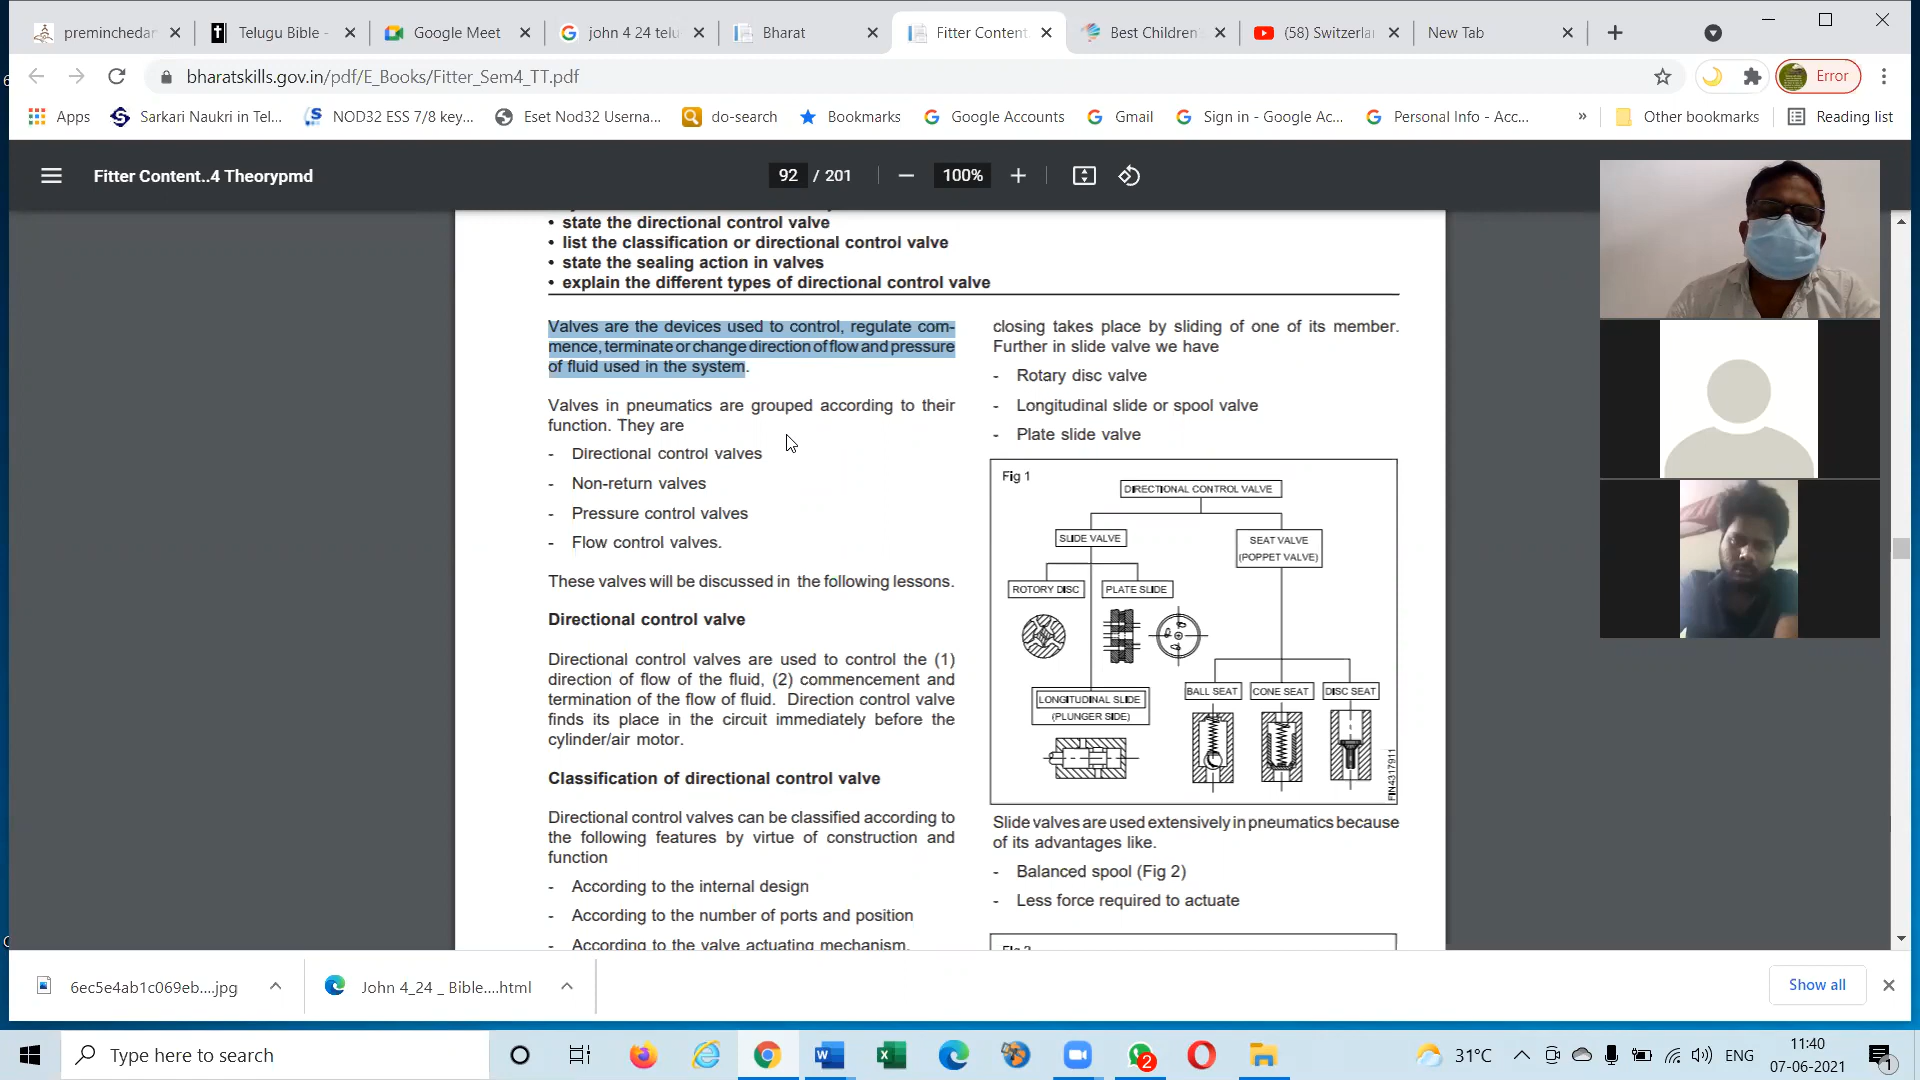 preminchedar
Telugu Bible -
Google Meet
john 4 24 telu
Bharat
Fitter Content
Best Children'
(58) Switzerlan
New Tab
bharatskills.gov.in/pdf/E_Books/Fitter_Sem4_TT.pdf
Error
Apps
Sarkari Naukri in Tel...
NOD32 ESS 7/8 key...
Eset Nod32 Userna...
do-search
Bookmarks
Google Accounts
Gmail
Sign in - Google Ac...
Personal Info - Acc...
»
Other bookmarks
Reading list
Fitter Content..4 Theorypmd
92 / 201
100%
• state the directional control valve
• list the classification or directional control valve
• state the sealing action in valves
• explain the different types of directional control valve
Valves are the devices used to control, regulate com-
mence, terminate or change direction of flow and pressure
of fluid used in the system.
Valves in pneumatics are grouped according to their
function. They are
- Directional control valves
- Non-return valves
- Pressure control valves
- Flow control valves.
These valves will be discussed in the following lessons.
Directional control valve
Directional control valves are used to control the (1)
direction of flow of the fluid, (2) commencement and
termination of the flow of fluid. Direction control valve
finds its place in the circuit immediately before the
cylinder/air motor.
Classification of directional control valve
Directional control valves can be classified according to
the following features by virtue of construction and
function
- According to the internal design
- According to the number of ports and position
- According to the valve actuating mechanism.
closing takes place by sliding of one of its member.
Further in slide valve we have
- Rotary disc valve
- Longitudinal slide or spool valve
- Plate slide valve
Fig 1
DIRECTIONAL CONTROL VALVE
SLIDE VALVE
SEAT VALVE
(POPPET VALVE)
ROTORY DISC
PLATE SLIDE
LONGITUDINAL SLIDE
(PLUNGER SIDE)
BALL SEAT
CONE SEAT
DISC SEAT
FIN4317911
Slide valves are used extensively in pneumatics because
of its advantages like.
- Balanced spool (Fig 2)
- Less force required to actuate
6ec5e4ab1c069eb....jpg
John 4_24 _ Bible....html
Show all
Type here to search
2
31°C
ENG
11:40
07-06-2021
1